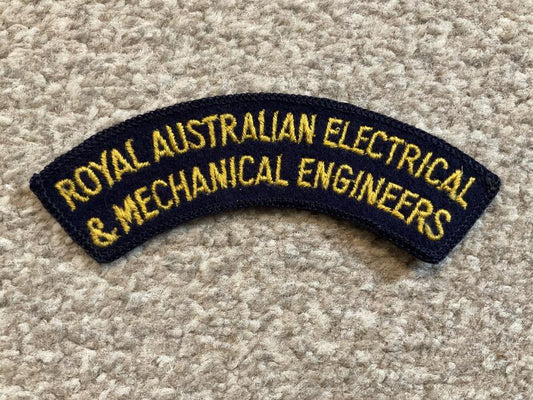 ROYAL AUSTRALIAN ELECTRICAL
& MECHANICAL ENGINEERS